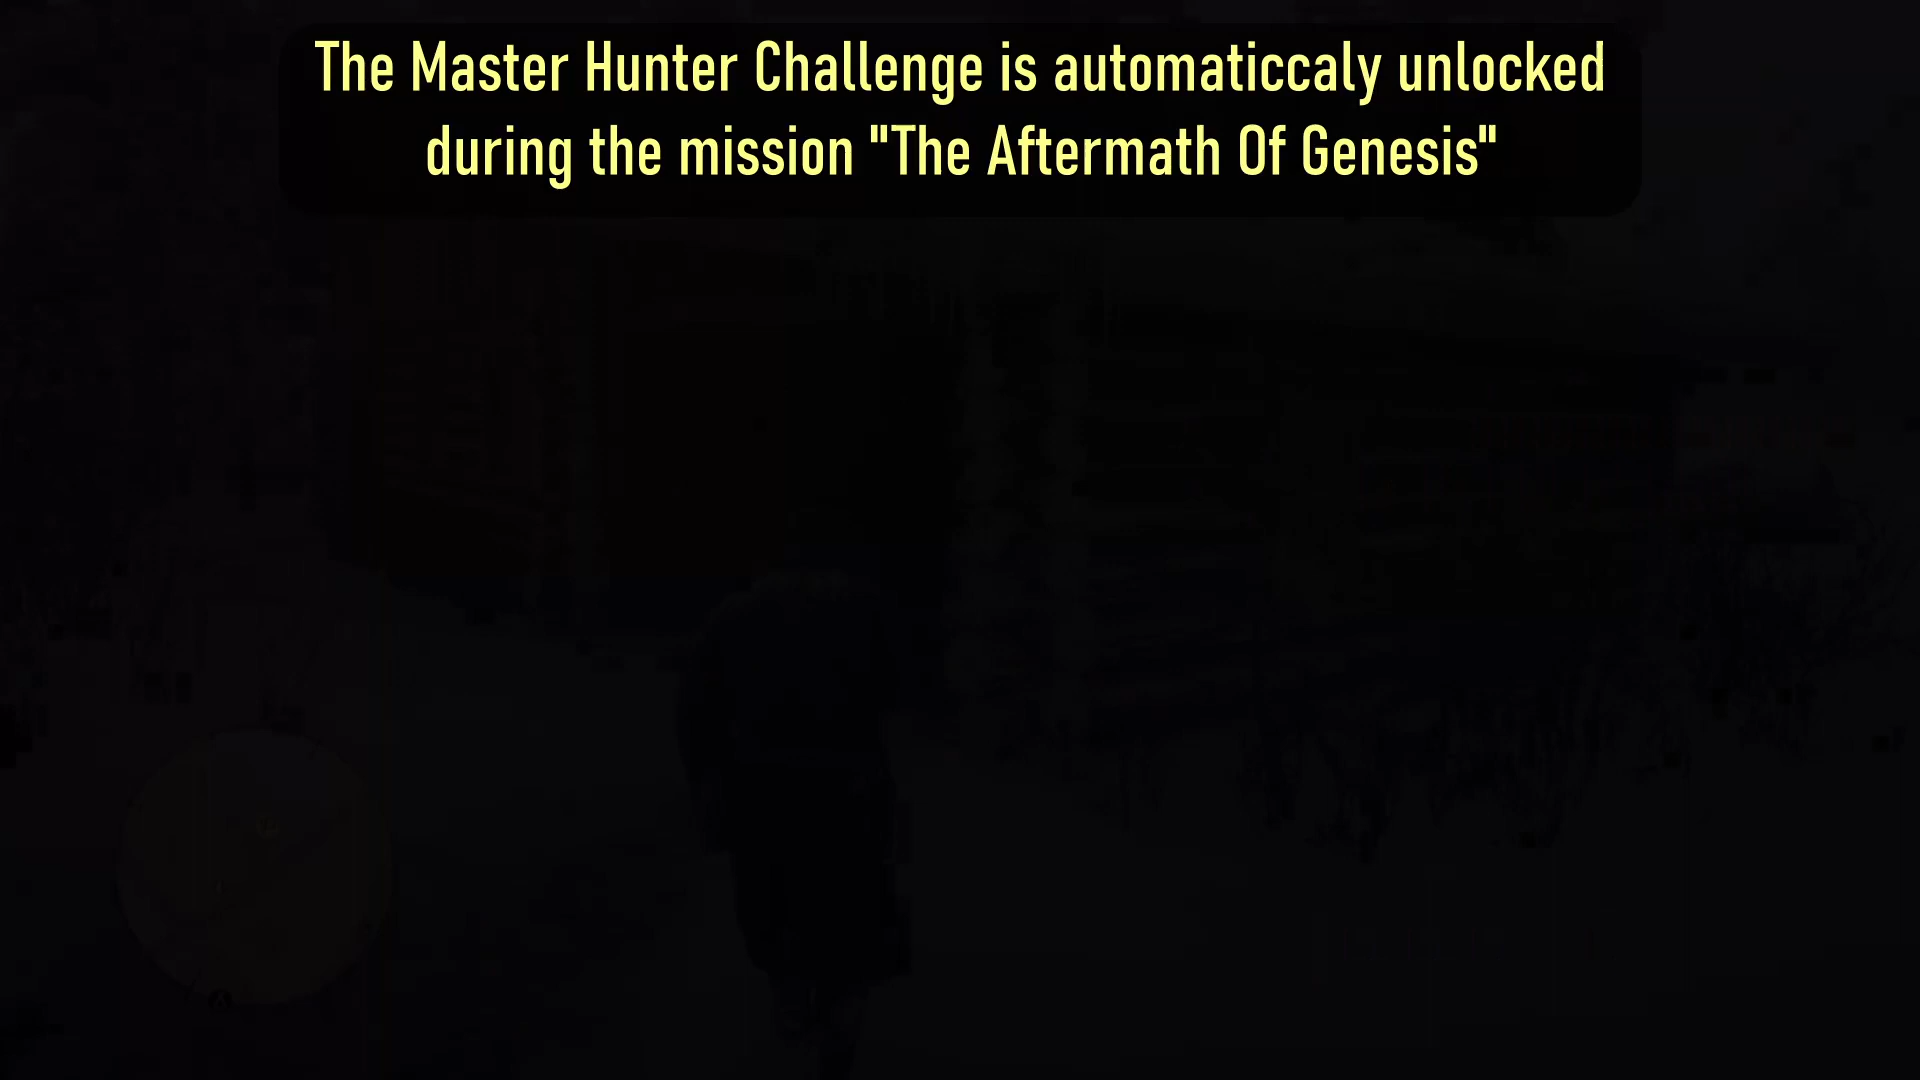 The Master Hunter Challenge is automaticcaly unlocked
during the mission "The Aftermath Of Genesis"